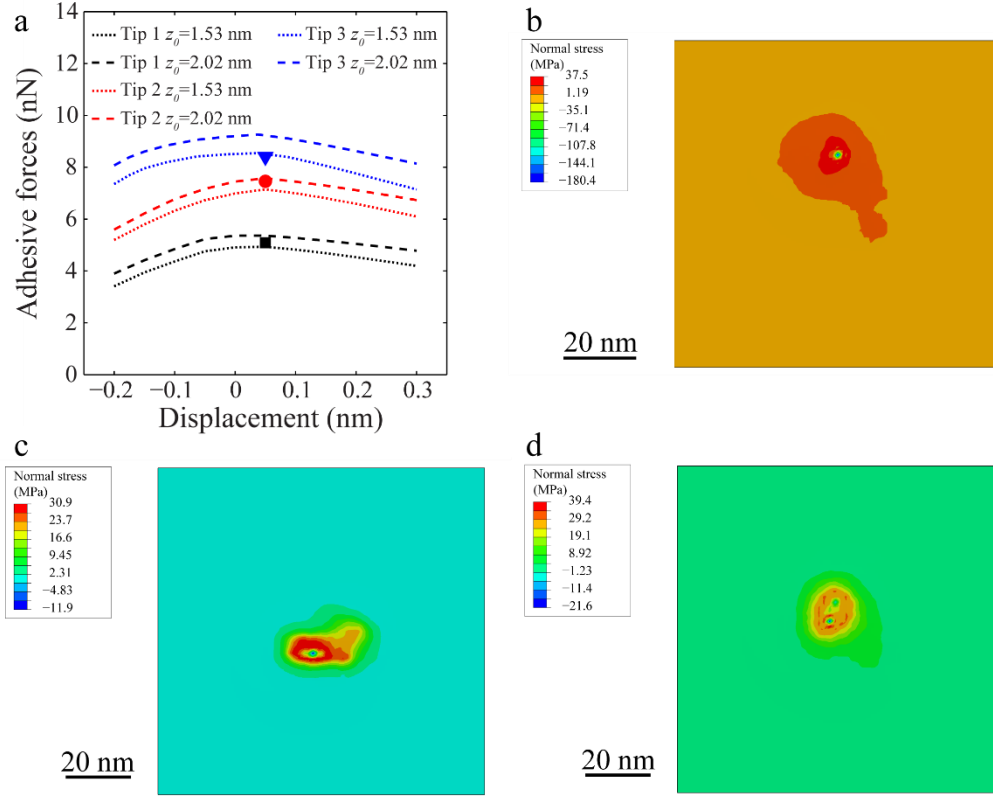 a
14
12
10
8
6
4
2
0
Adhesive forces (nN)
Tip 1 z0=1.53 nm
Tip 1 z0=2.02 nm
Tip 2 z0=1.53 nm
Tip 2 z0=2.02 nm
Tip 3 z0=1.53 nm
Tip 3 z0=2.02 nm
−0.2 −0.1 0 0.1 0.2 0.3
Displacement (nm)
b
Normal stress
(MPa)
37.5
1.19
−35.1
−71.4
−107.8
−144.1
−180.4
20 nm
c
Normal stress
(MPa)
30.9
23.7
16.6
9.45
2.31
−4.83
−11.9
20 nm
d
Normal stress
(MPa)
39.4
29.2
19.1
8.92
−1.23
−11.4
−21.6
20 nm